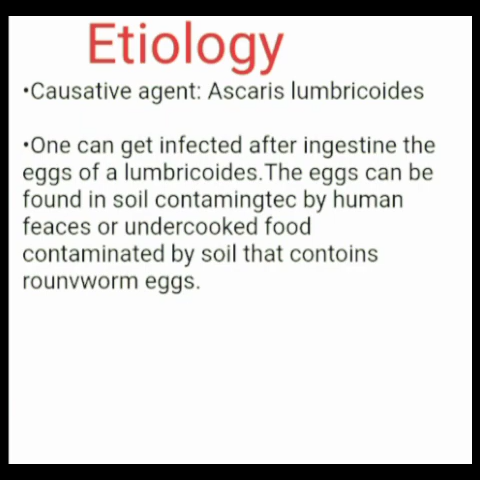 Etiology
•Causative agent: Ascaris lumbricoides
•One can get infected after ingestine the
eggs of a lumbricoides.The eggs can be
found in soil contamingtec by human
feaces or undercooked food
contaminated by soil that contoins
rounvworm eggs.